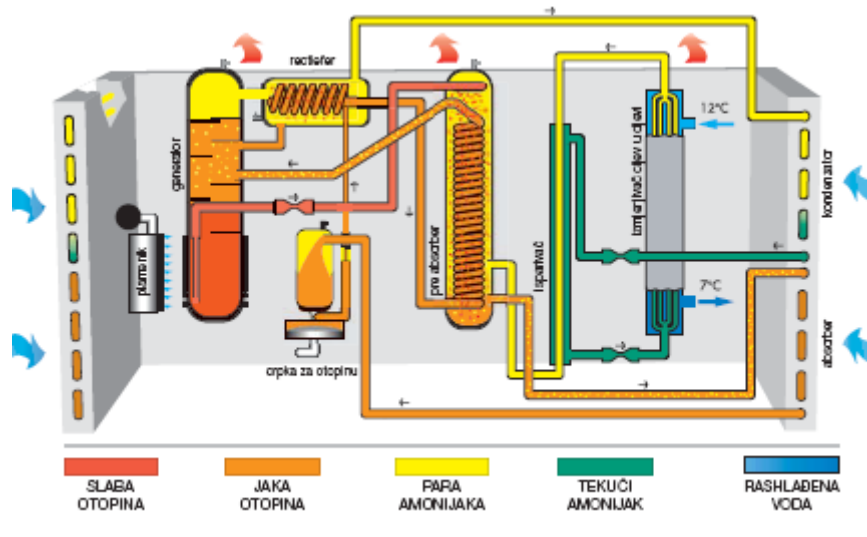 rectiefer
generator
plamenik
crpka za otopinu
pre absorber
Isparivač
Izmjenjivač cijev u cijevi
12°C
7°C
kondenzator
absorber
SLABA
OTOPINA
JAKA
OTOPINA
PARA
AMONIJAKA
TEKUĆI
AMONIJAK
RASHLAĐENA
VODA